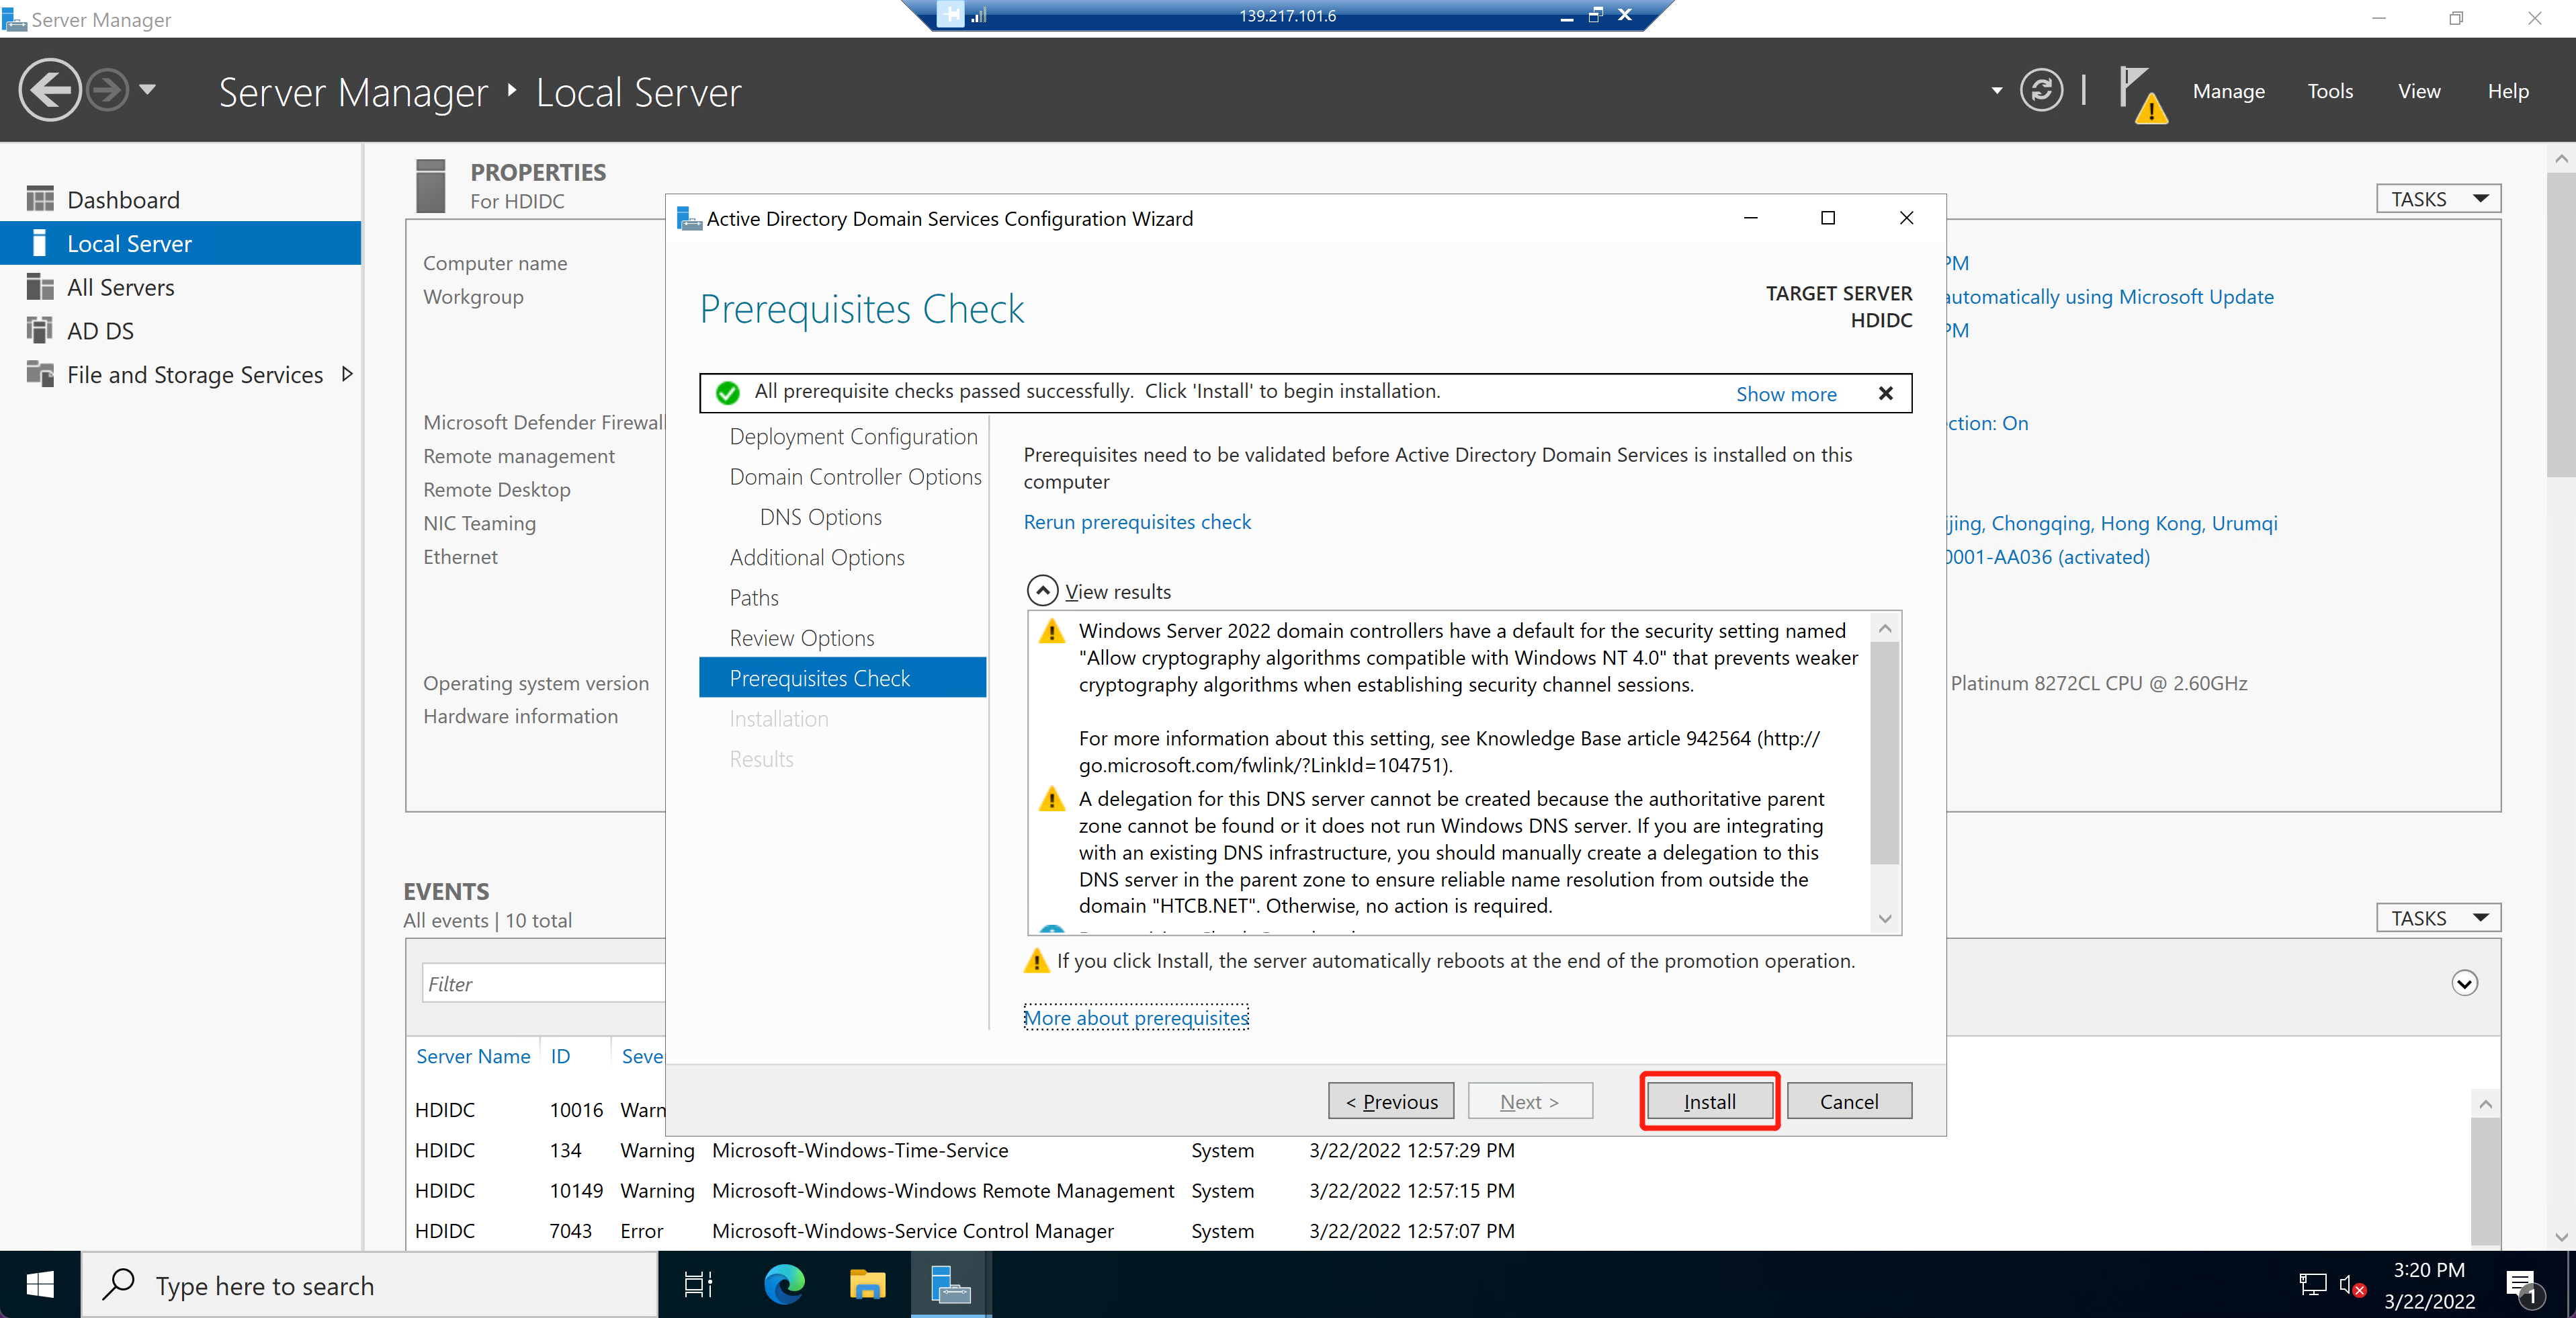 Server Manager
139.217.101.6
Server Manager ‣ Local Server
Manage
Tools
View
Help
Dashboard
Local Server
All Servers
AD DS
File and Storage Services
PROPERTIES
For HDIDC
TASKS
Computer name
Workgroup
Microsoft Defender Firewall
Remote management
Remote Desktop
NIC Teaming
Ethernet
Operating system version
Hardware information
PM
automatically using Microsoft Update
PM
ction: On
ijing, Chongqing, Hong Kong, Urumqi
0001-AA036 (activated)
Platinum 8272CL CPU @ 2.60GHz
Active Directory Domain Services Configuration Wizard
Prerequisites Check
TARGET SERVER
HDIDC
All prerequisite checks passed successfully.  Click 'Install' to begin installation.
Show more
Deployment Configuration
Domain Controller Options
DNS Options
Additional Options
Paths
Review Options
Prerequisites Check
Installation
Results
Prerequisites need to be validated before Active Directory Domain Services is installed on this
computer
Rerun prerequisites check
View results
Windows Server 2022 domain controllers have a default for the security setting named
"Allow cryptography algorithms compatible with Windows NT 4.0" that prevents weaker
cryptography algorithms when establishing security channel sessions.
For more information about this setting, see Knowledge Base article 942564 (http://
go.microsoft.com/fwlink/?LinkId=104751).
A delegation for this DNS server cannot be created because the authoritative parent
zone cannot be found or it does not run Windows DNS server. If you are integrating
with an existing DNS infrastructure, you should manually create a delegation to this
DNS server in the parent zone to ensure reliable name resolution from outside the
domain "HTCB.NET". Otherwise, no action is required.
If you click Install, the server automatically reboots at the end of the promotion operation.
More about prerequisites
< Previous
Next >
Install
Cancel
EVENTS
All events | 10 total
TASKS
Filter
Server Name ID Seve
HDIDC 10016 Warn
HDIDC 134 Warning Microsoft-Windows-Time-Service System 3/22/2022 12:57:29 PM
HDIDC 10149 Warning Microsoft-Windows-Windows Remote Management System 3/22/2022 12:57:15 PM
HDIDC 7043 Error Microsoft-Windows-Service Control Manager System 3/22/2022 12:57:07 PM
Type here to search
3:20 PM
3/22/2022
1